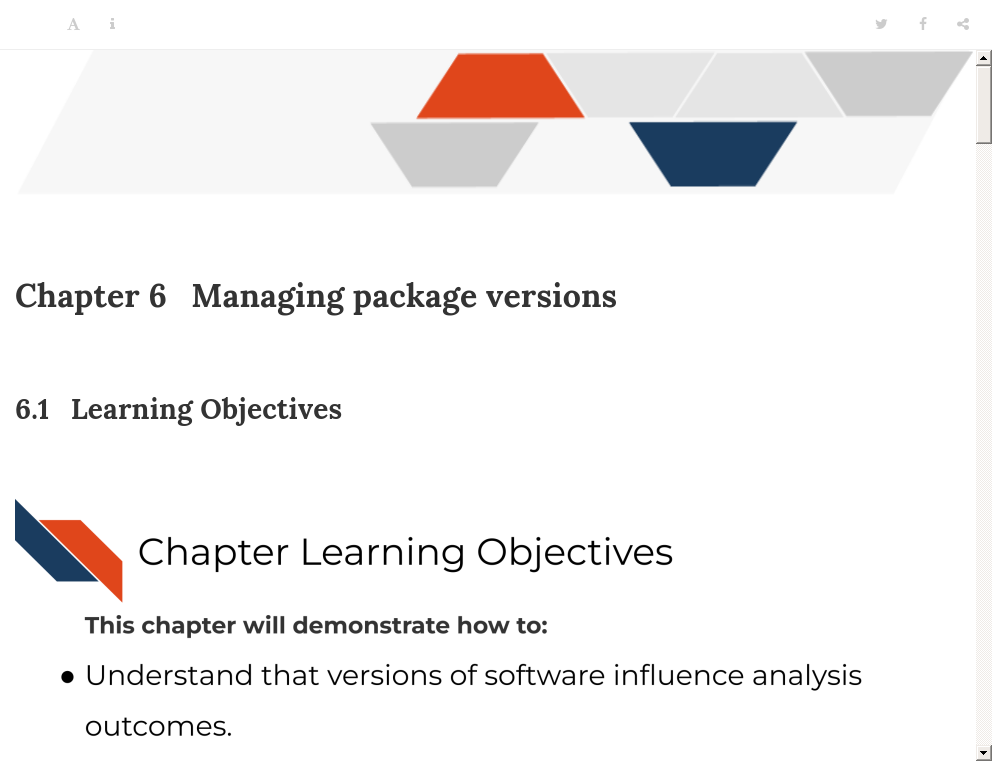 A i
Chapter 6 Managing package versions
6.1 Learning Objectives
Chapter Learning Objectives
This chapter will demonstrate how to:
● Understand that versions of software influence analysis
outcomes.